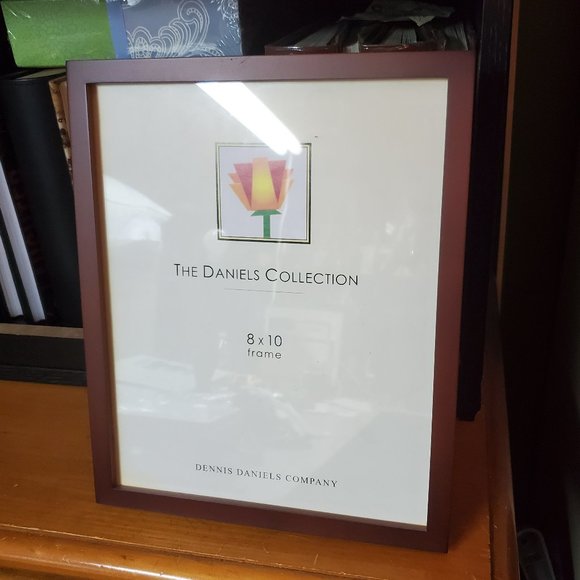 THE DANIELS COLLECTION
8 x 10
frame
DENNIS DANIELS COMPANY